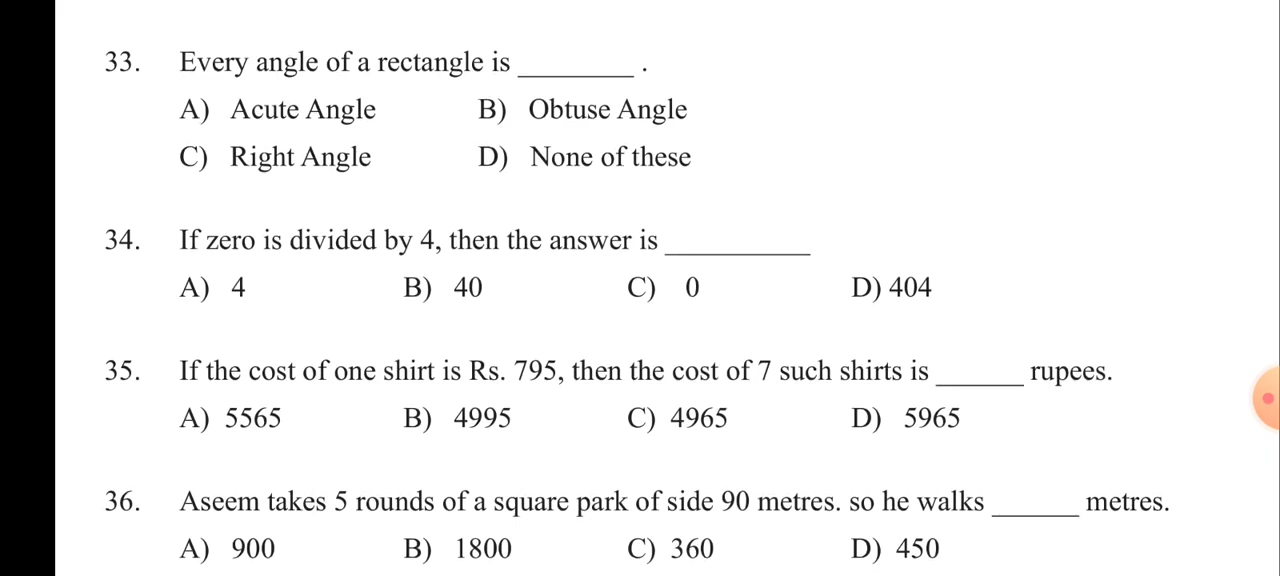 33. Every angle of a rectangle is ________ .
A) Acute Angle B) Obtuse Angle
C) Right Angle D) None of these
34. If zero is divided by 4, then the answer is __________
A) 4 B) 40 C) 0 D) 404
35. If the cost of one shirt is Rs. 795, then the cost of 7 such shirts is ______ rupees.
A) 5565 B) 4995 C) 4965 D) 5965
36. Aseem takes 5 rounds of a square park of side 90 metres. so he walks ______ metres.
A) 900 B) 1800 C) 360 D) 450